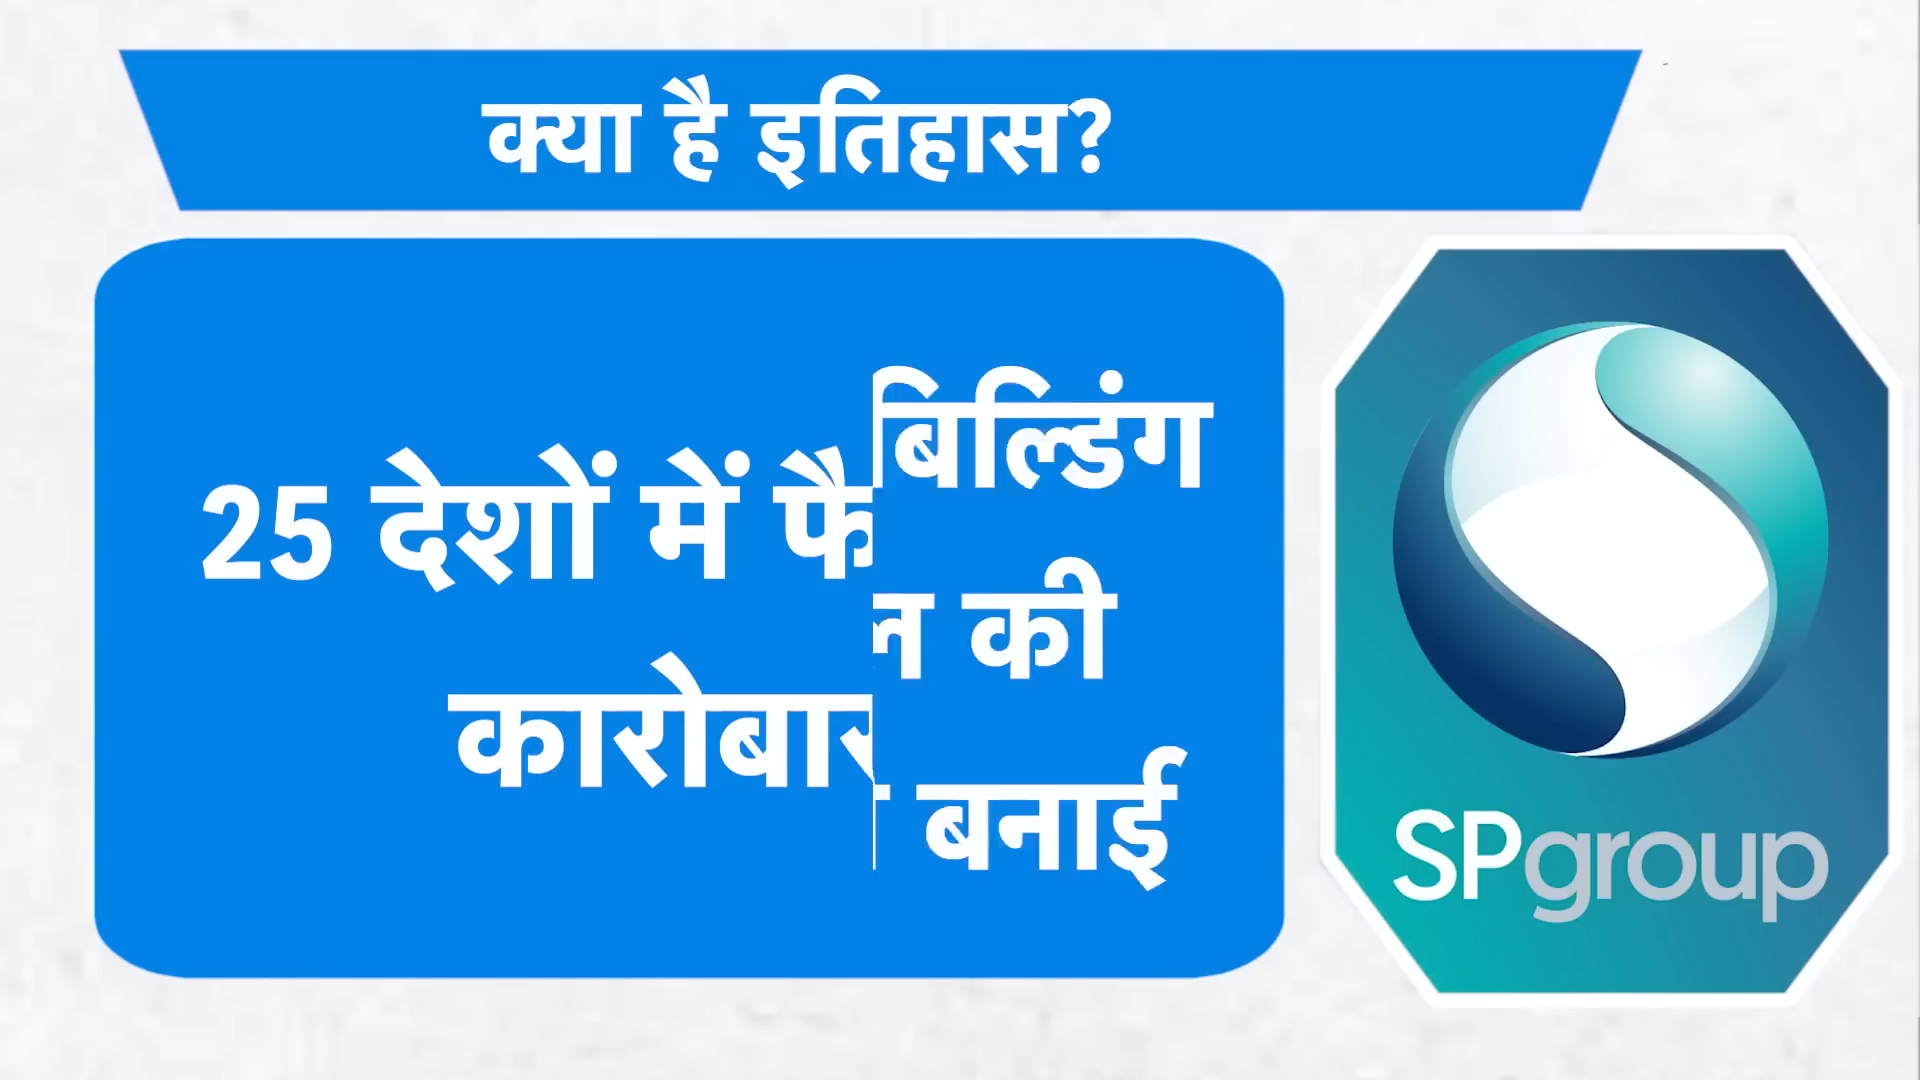 क्या है इतिहास?
25 देशों में
बिल्डिंग
की
बनाई
SPgroup